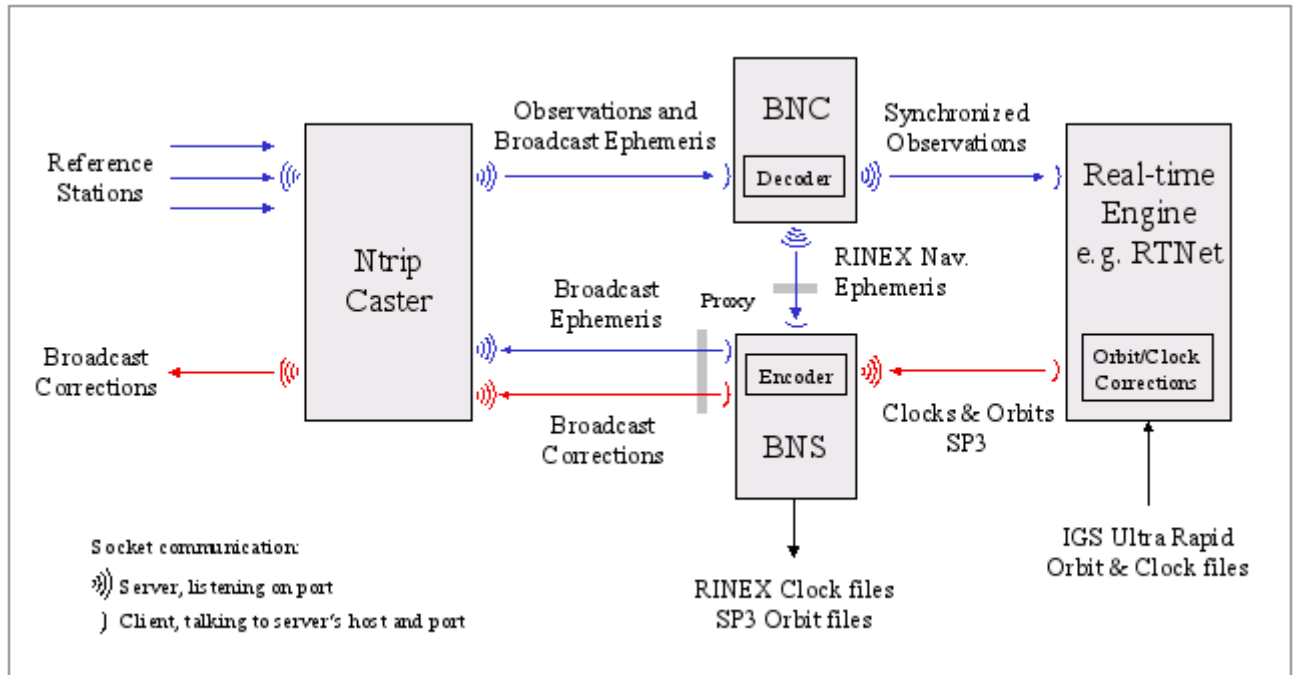 Reference
Stations
Ntrip
Caster
Observations and
Broadcast Ephemeris
BNC
Decoder
Synchronized
Observations
Real-time
Engine
e.g. RTNet
Orbit/Clock
Corrections
RINEX Nav.
Ephemeris
Proxy
Broadcast
Ephemeris
Broadcast
Corrections
Broadcast
Corrections
Encoder
BNS
Clocks & Orbits
SP3
IGS Ultra Rapid
Orbit & Clock files
RINEX Clock files
SP3 Orbit files
Socket communication:
Server, listening on port
Client, talking to server's host and port